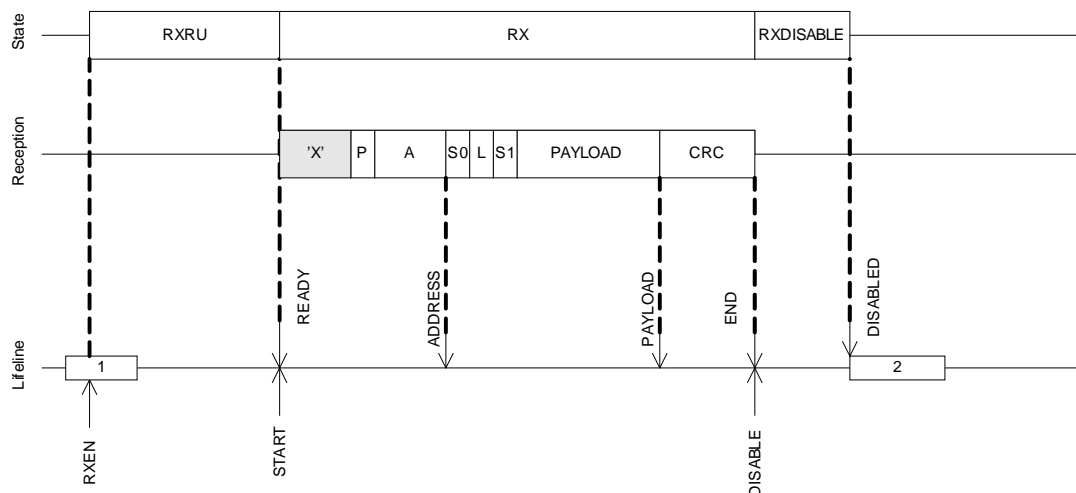 State
RXRU
RX
RXDISABLE
Reception
'X'
P
A
S0
L
S1
PAYLOAD
CRC
READY
ADDRESS
PAYLOAD
END
DISABLED
Lifeline
1
2
RXEN
START
DISABLE